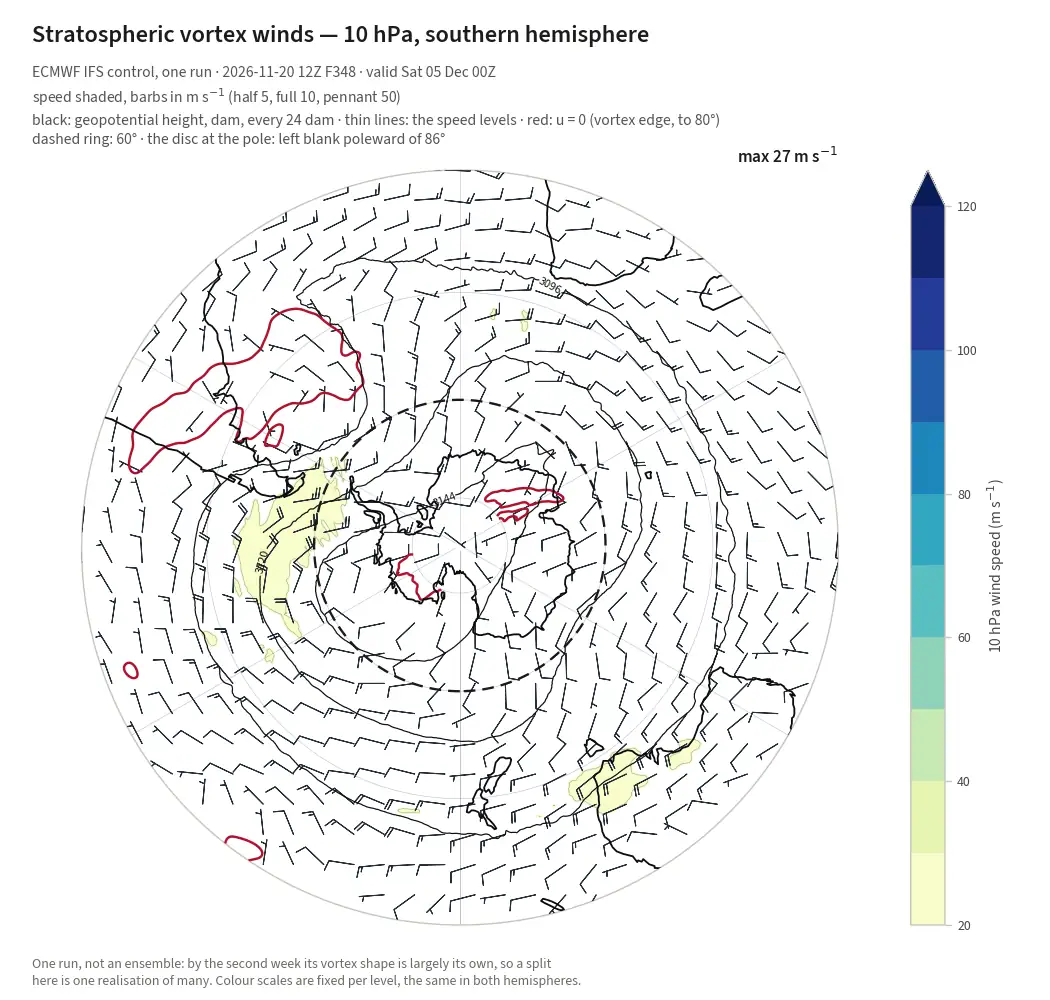 Stratospheric vortex winds — 10 hPa, southern hemisphere
ECMWF IFS control, one run · 2026-11-20 12Z F348 · valid Sat 05 Dec 00Z
speed shaded, barbs in m s⁻¹ (half 5, full 10, pennant 50)
black: geopotential height, dam, every 24 dam · thin lines: the speed levels · red: u = 0 (vortex edge, to 80°)
dashed ring: 60° · the disc at the pole: left blank poleward of 86°
max 27 m s⁻¹
120
100
80
60
40
20
10 hPa wind speed (m s⁻¹)
3096
3144
3120
One run, not an ensemble: by the second week its vortex shape is largely its own, so a split
here is one realisation of many. Colour scales are fixed per level, the same in both hemispheres.